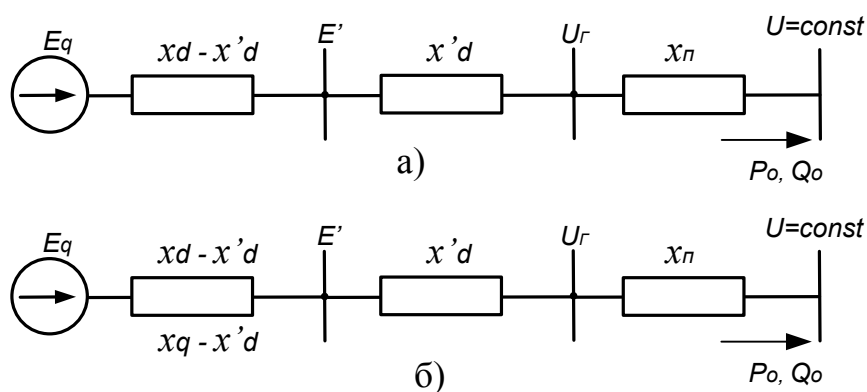 Eq xd - x'd E' x'd UГ xп U=const
Po, Qo
а)
Eq xd - x'd E' x'd UГ xп U=const
xq - x'd Po, Qo
б)